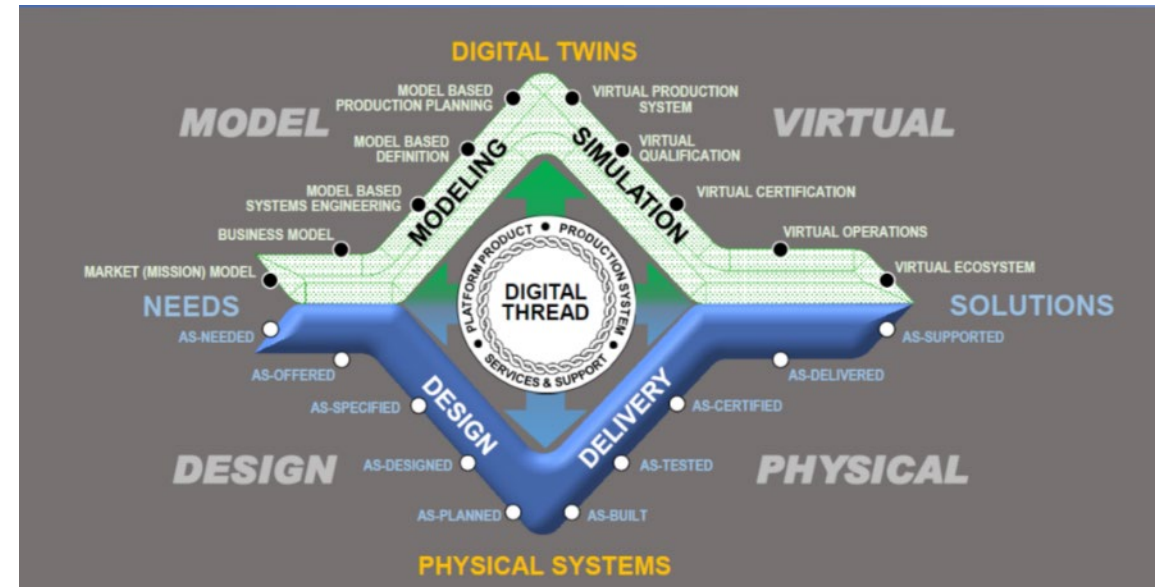 DIGITAL TWINS
MODEL
VIRTUAL
MODEL BASED
PRODUCTION PLANNING
VIRTUAL PRODUCTION
SYSTEM
MODEL BASED
DEFINITION
VIRTUAL
QUALIFICATION
MODEL BASED
SYSTEMS ENGINEERING
VIRTUAL CERTIFICATION
BUSINESS MODEL
VIRTUAL OPERATIONS
MARKET (MISSION) MODEL
VIRTUAL ECOSYSTEM
MODELING
SIMULATION
NEEDS
SOLUTIONS
PLATFORM PRODUCT • PRODUCTION SYSTEM • SERVICES & SUPPORT •
DIGITAL
THREAD
AS-NEEDED
AS-SUPPORTED
AS-OFFERED
AS-DELIVERED
AS-SPECIFIED
AS-CERTIFIED
DESIGN
DELIVERY
DESIGN
PHYSICAL
AS-DESIGNED
AS-TESTED
AS-PLANNED
AS-BUILT
PHYSICAL SYSTEMS